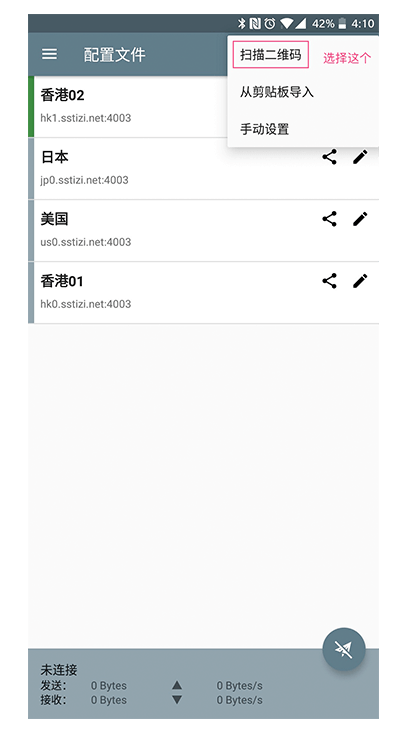 42% 4:10
配置文件
扫描二维码 选择这个
从剪贴板导入
手动设置
香港02
hk1.sstizi.net:4003
日本
jp0.sstizi.net:4003
美国
us0.sstizi.net:4003
香港01
hk0.sstizi.net:4003
未连接
发送: 0 Bytes ▲ 0 Bytes/s
接收: 0 Bytes ▼ 0 Bytes/s